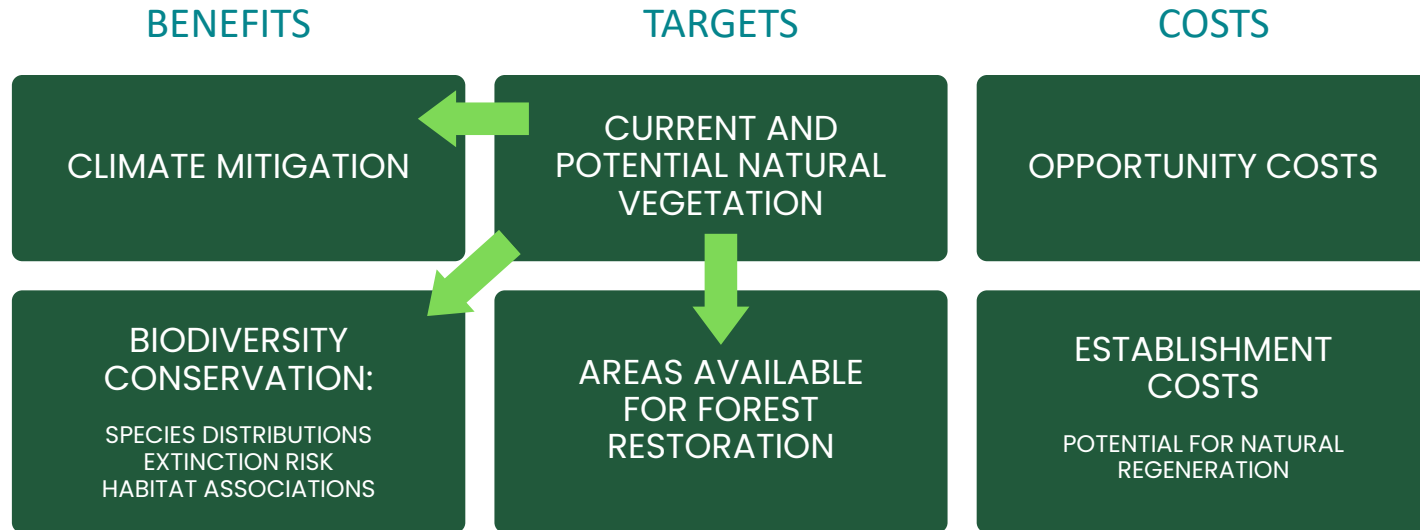 BENEFITS
TARGETS
COSTS
CLIMATE MITIGATION
CURRENT AND
POTENTIAL NATURAL
VEGETATION
OPPORTUNITY COSTS
BIODIVERSITY
CONSERVATION:
SPECIES DISTRIBUTIONS
EXTINCTION RISK
HABITAT ASSOCIATIONS
AREAS AVAILABLE
FOR FOREST
RESTORATION
ESTABLISHMENT
COSTS
POTENTIAL FOR NATURAL
REGENERATION